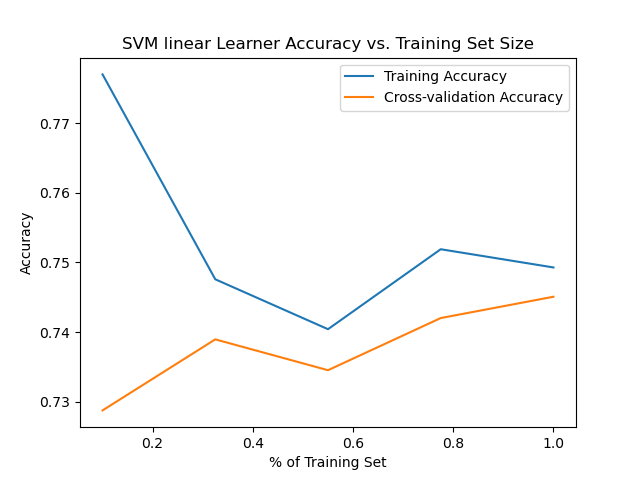 SVM linear Learner Accuracy vs. Training Set Size
Training Accuracy
Cross-validation Accuracy
0.77
0.76
0.75
0.74
0.73
Accuracy
0.2 0.4 0.6 0.8 1.0
% of Training Set